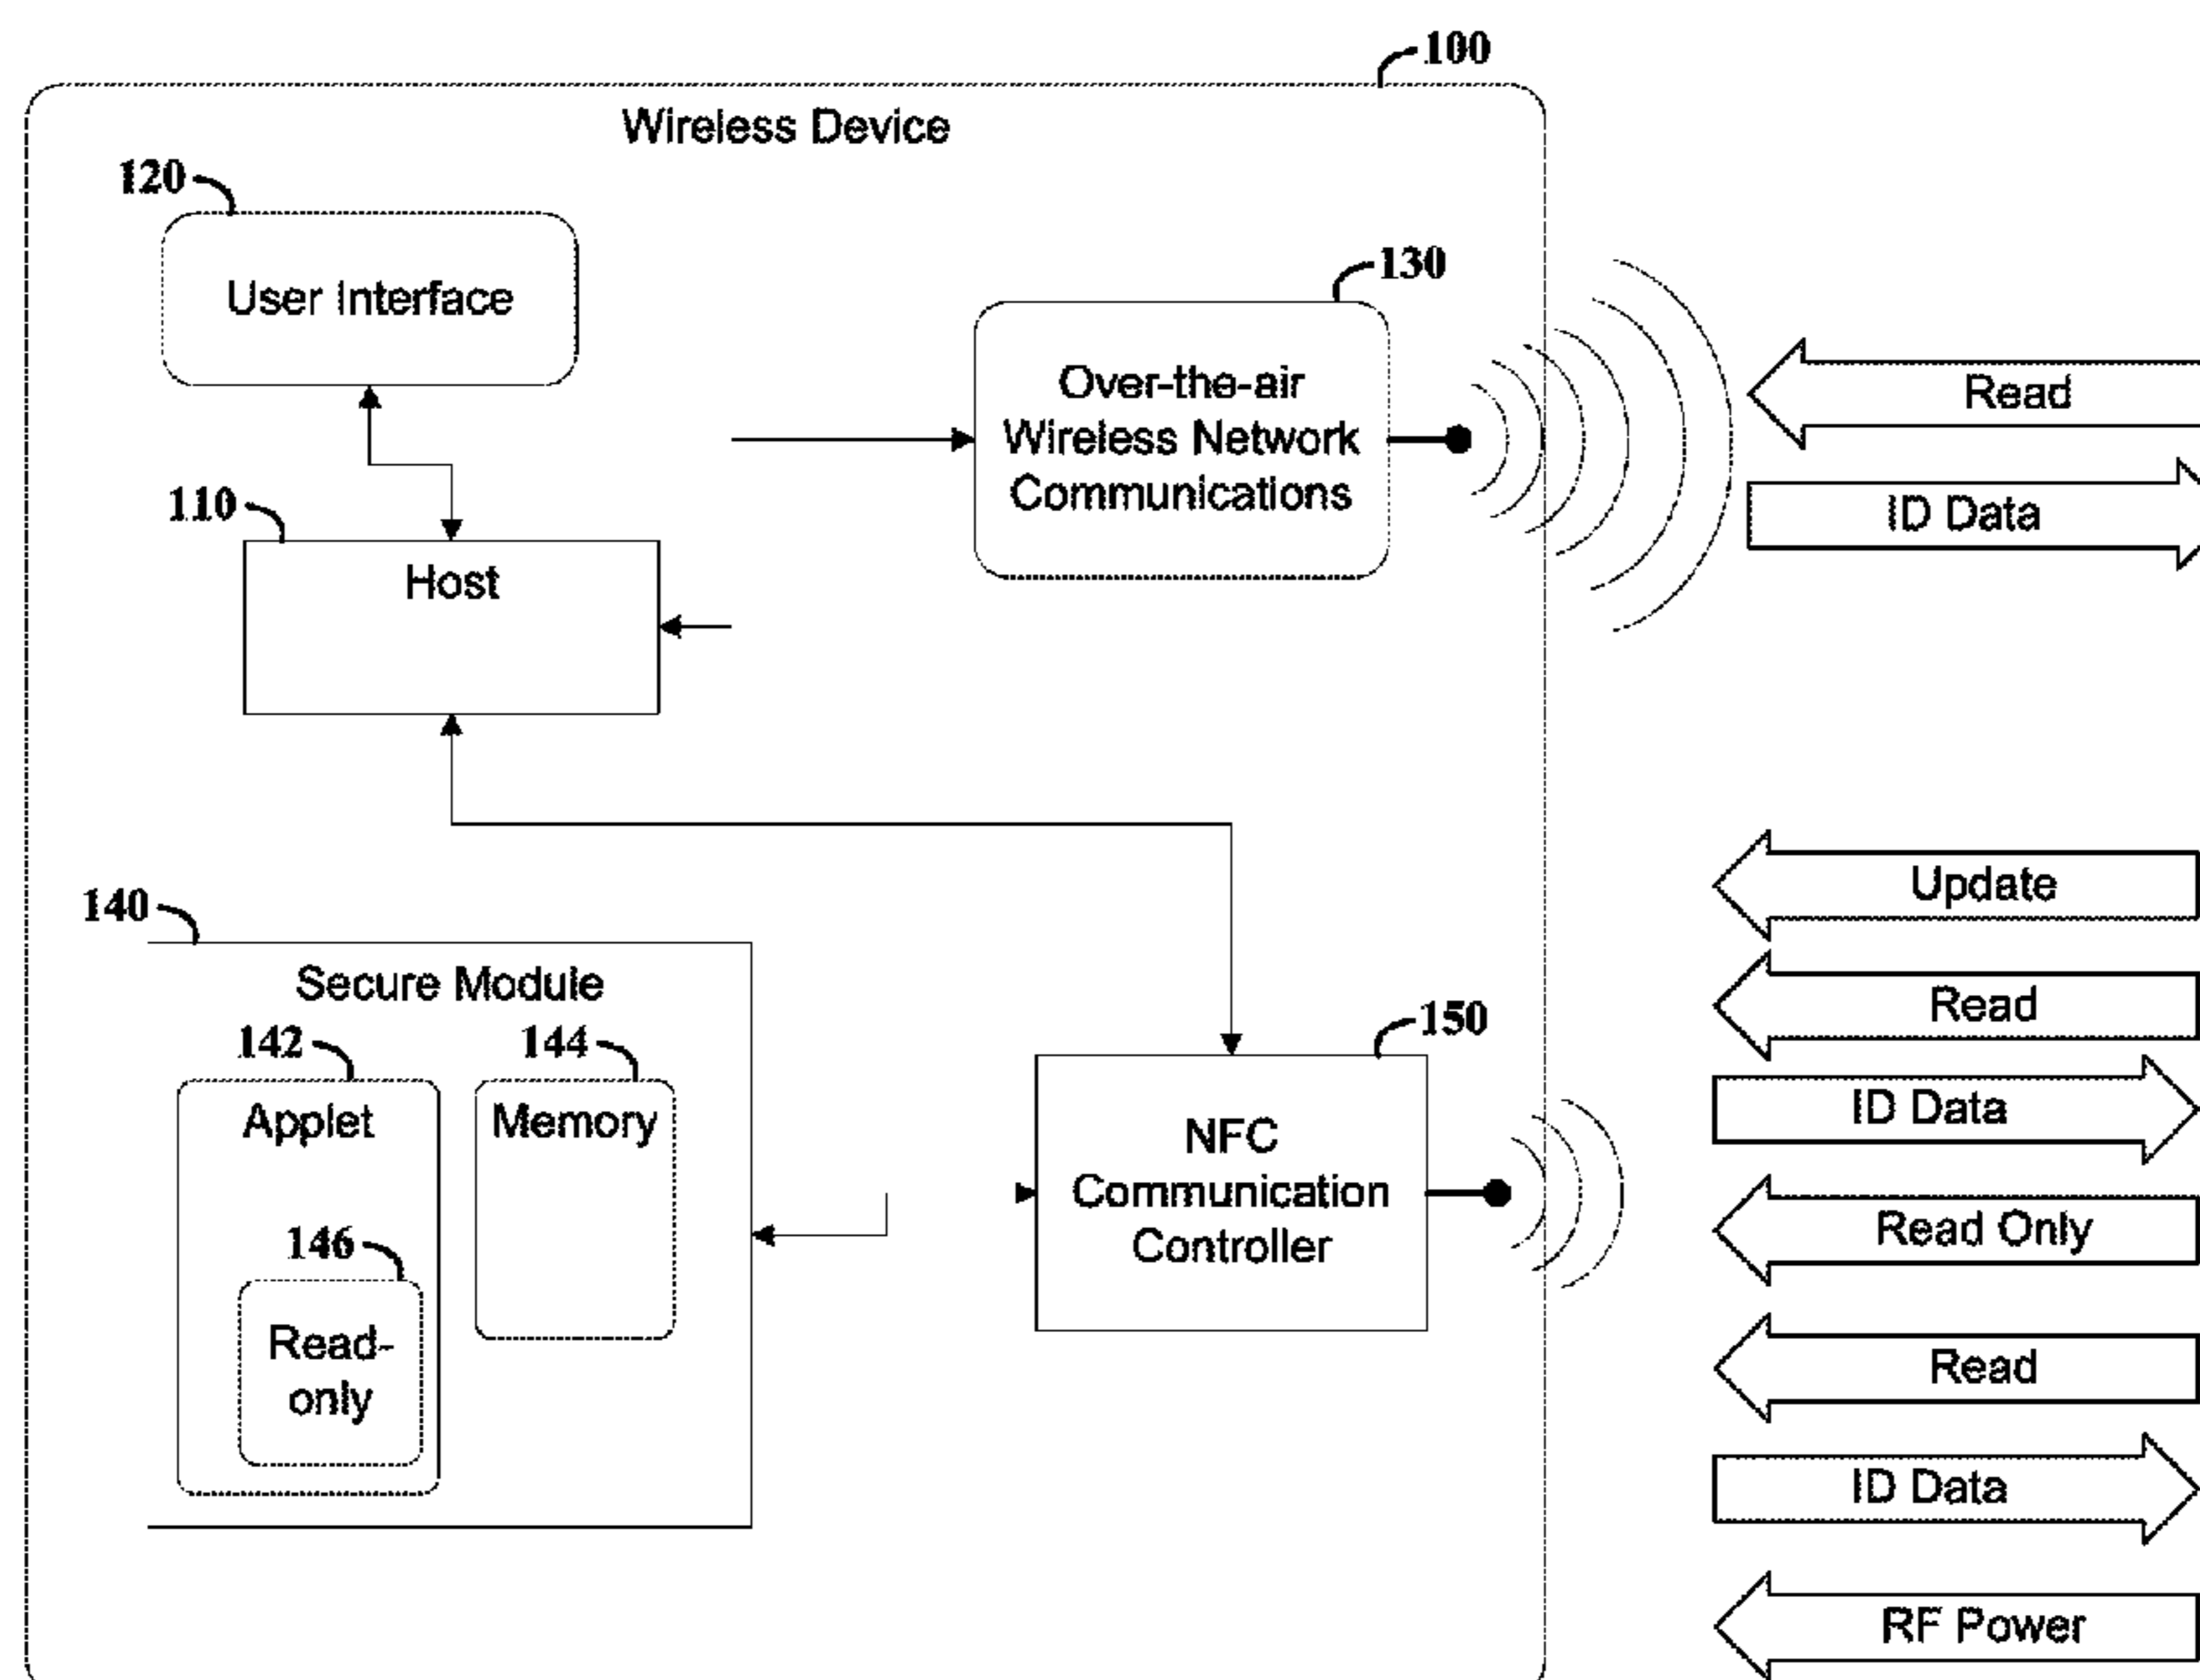 100
Wireless Device
120
User Interface
130
Over-the-air
Wireless Network
Communications
Read
ID Data
110
Host
140
Secure Module
142
144
Applet
Memory
146
Read-
only
150
NFC
Communication
Controller
Update
Read
ID Data
Read Only
Read
ID Data
RF Power